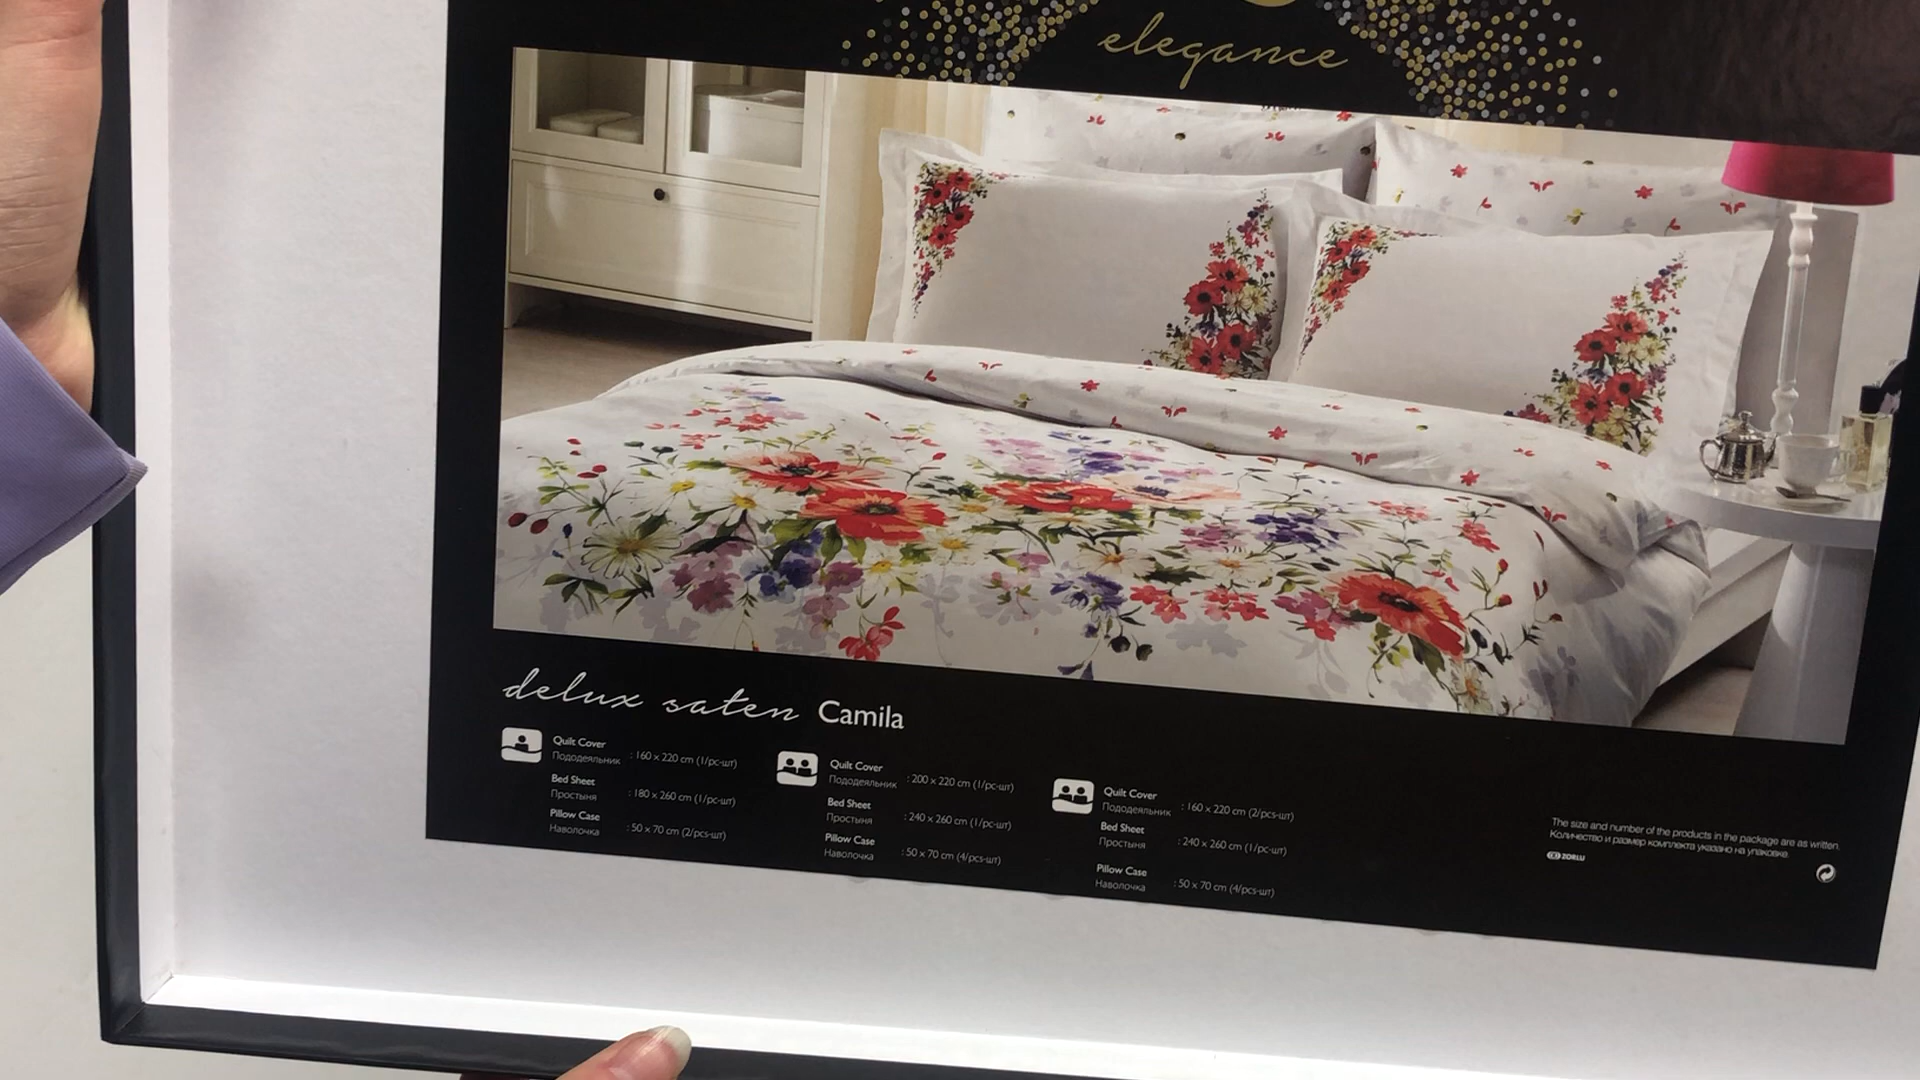 elegance
delux saten Camila
Quilt Cover
Пододеяльник : 160 x 220 cm (1/pc-шт)
Bed Sheet
Простыня : 180 x 260 cm (1/pc-шт)
Pillow Case
Наволочка : 50 x 70 cm (2/pcs-шт)
Quilt Cover
Пододеяльник : 200 x 220 cm (1/pc-шт)
Bed Sheet
Простыня : 240 x 260 cm (1/pc-шт)
Pillow Case
Наволочка : 50 x 70 cm (4/pcs-шт)
Quilt Cover
Пододеяльник : 160 x 220 cm (2/pcs-шт)
Bed Sheet
Простыня : 240 x 260 cm (1/pc-шт)
Pillow Case
Наволочка : 50 x 70 cm (4/pcs-шт)
The size and number of the products in the package are as written.
Количество и размер комплекта указано на упаковке.
ZORLU